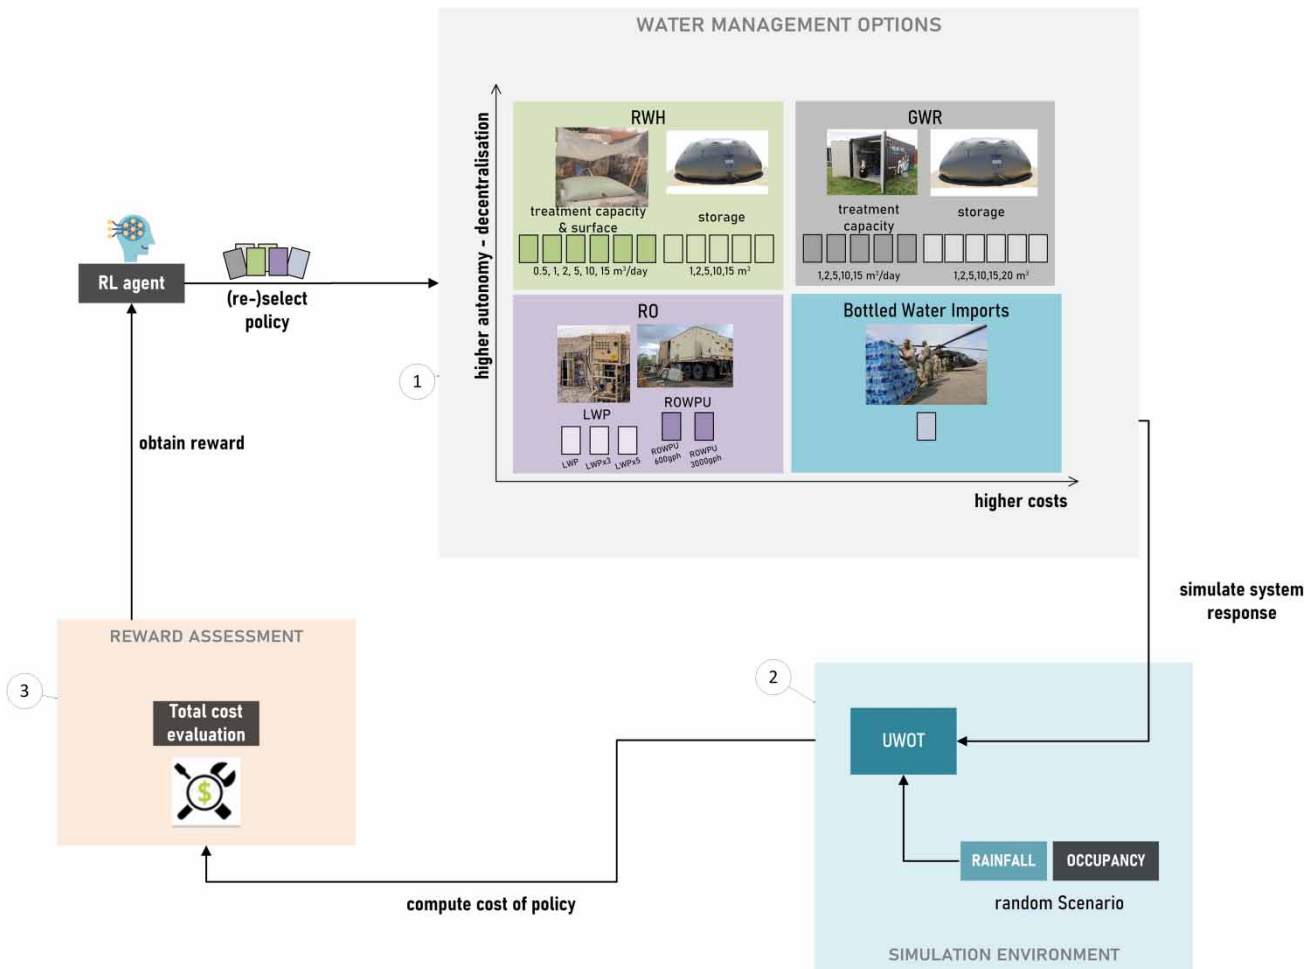 WATER MANAGEMENT OPTIONS
higher autonomy - decentralisation
RWH
treatment capacity
& surface
storage
0.5, 1, 2, 5, 10, 15 m³/day
1,2,5,10,15 m³
GWR
treatment
capacity
storage
1,2,5,10,15 m³/day
1,2,5,10,15,20 m³
RO
LWP
ROWPU
LWP
LWPx3
LWPx5
ROWPU
600gph
ROWPU
3000gph
Bottled Water Imports
higher costs
RL agent
(re-)select
policy
1
obtain reward
simulate system
response
REWARD ASSESSMENT
3
Total cost
evaluation
$
2
UWOT
RAINFALL
OCCUPANCY
random Scenario
SIMULATION ENVIRONMENT
compute cost of policy